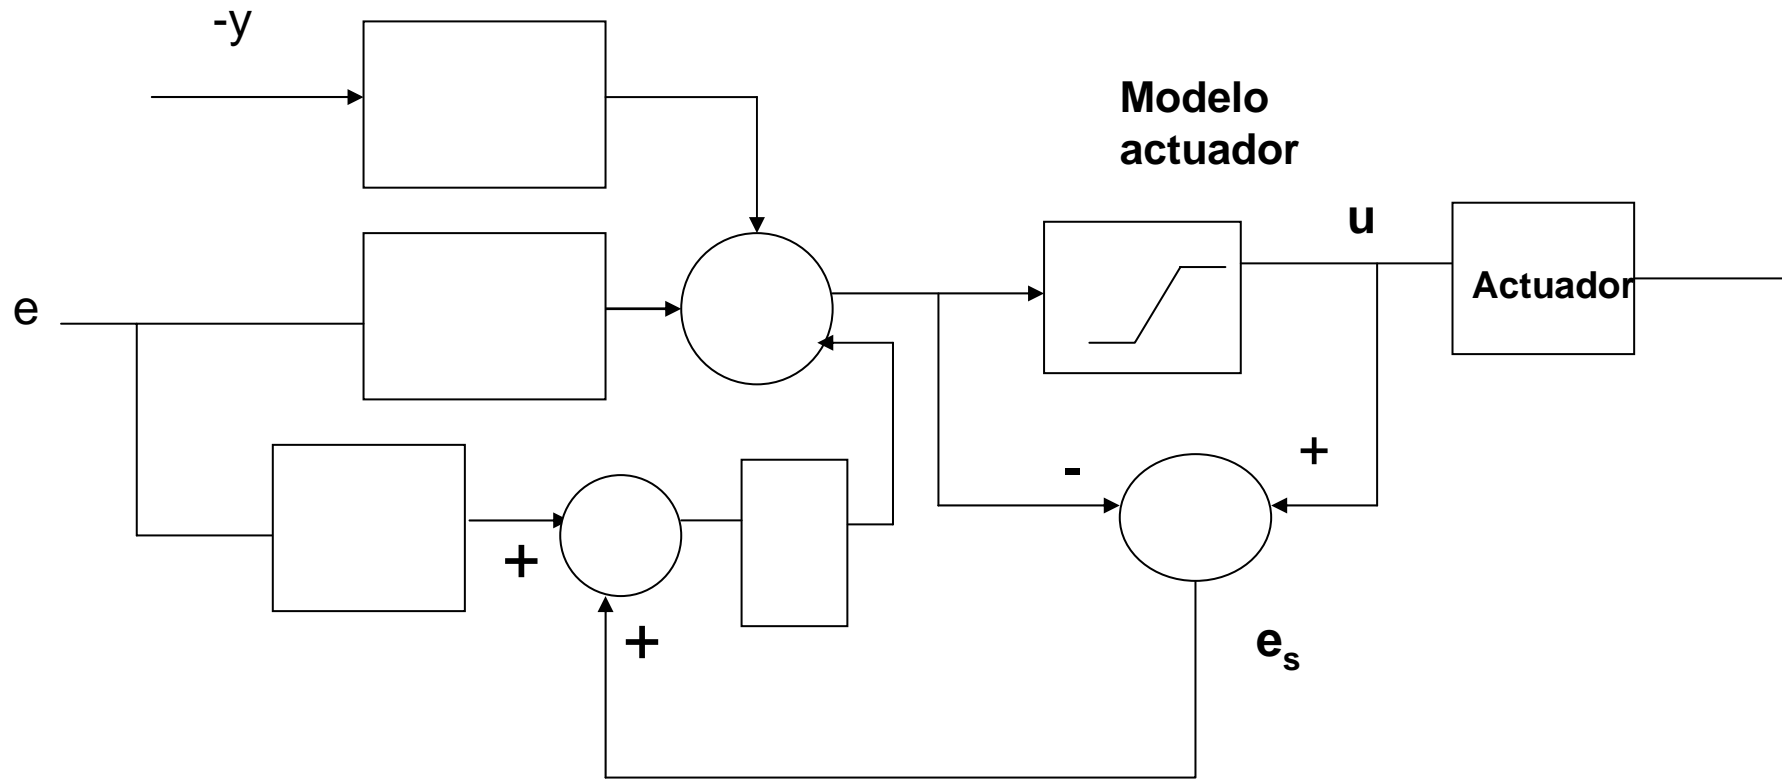 -y
Modelo
actuador
u
Actuador
e
-
+
+
+
es